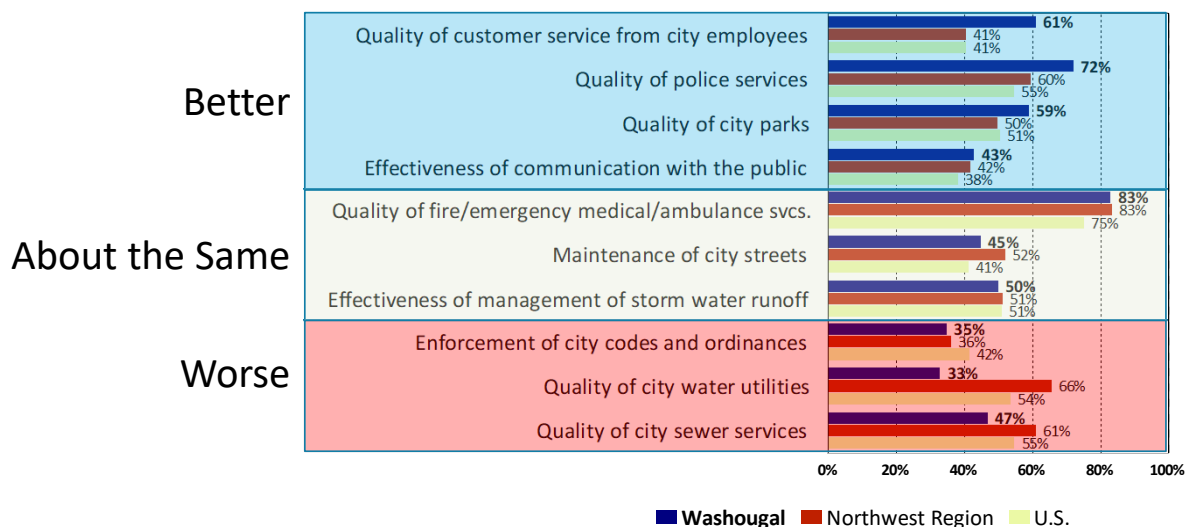 Better
Quality of customer service from city employees
61%
41%
41%
Quality of police services
72%
60%
55%
Quality of city parks
59%
50%
51%
Effectiveness of communication with the public
43%
42%
38%
About the Same
Quality of fire/emergency medical/ambulance svcs.
83%
83%
75%
Maintenance of city streets
45%
52%
41%
Effectiveness of management of storm water runoff
50%
51%
51%
Worse
Enforcement of city codes and ordinances
35%
36%
42%
Quality of city water utilities
33%
66%
54%
Quality of city sewer services
47%
61%
55%
0% 20% 40% 60% 80% 100%
Washougal Northwest Region U.S.